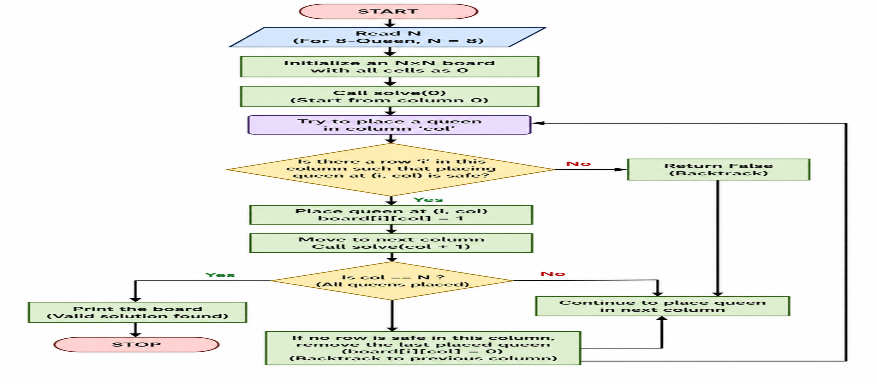 START
Read N
(For 8-Queen, N = 8)
Initialize an N×N board
with all cells as 0
Call solve(0)
(Start from column 0)
Try to place a queen
in column 'col'
Is there a row 'i' in this
column such that placing
queen at (i, col) is safe?
No
Return False
(Backtrack)
Yes
Place queen at (i, col)
board[i][col] = 1
Move to next column
Call solve(col + 1)
Yes
Is col == N ?
(All queens placed)
No
Print the board
(Valid solution found)
Continue to place queen
in next column
STOP
If no row is safe in this column,
remove the last placed queen
(board[i][col] = 0)
(Backtrack to previous column)